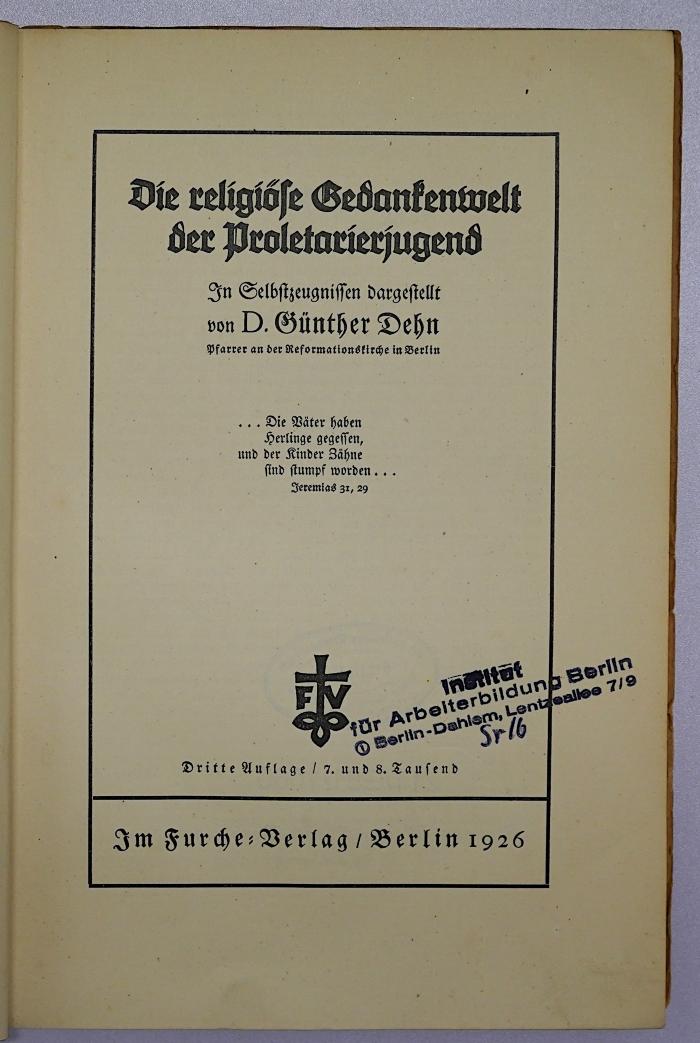 Die religiöse Gedankenwelt
der Proletarierjugend
In Selbstzeugnissen dargestellt
von D. Günther Dehn
Pfarrer an der Reformationskirche in Berlin
... Die Väter haben
Herlinge gegessen,
und der Kinder Zähne
sind stumpf worden ...
Jeremias 31, 29
FV
Institut
für Arbeiterbildung Berlin
① Berlin-Dahlem, Lentzeallee 7/9
Dritte Auflage / 7. und 8. Tausend
Im Furche-Verlag / Berlin 1926